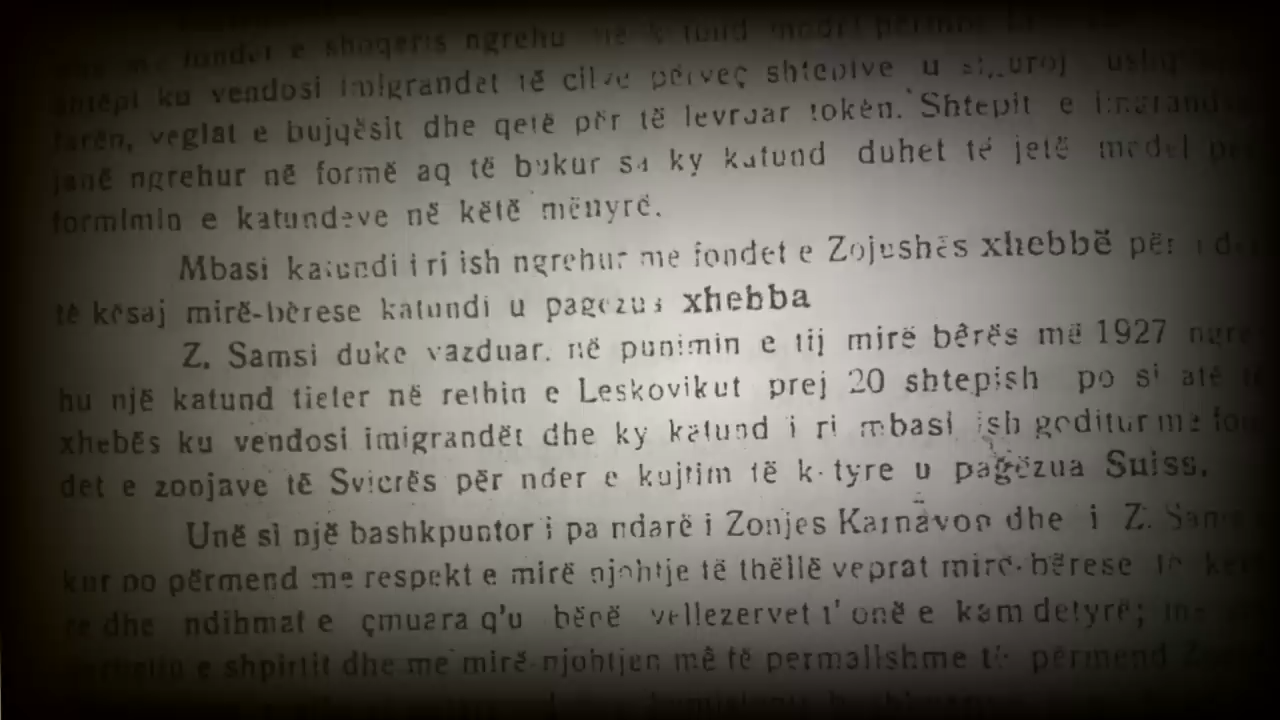 e shoqeris ngrehu në
shtëpi ku vendosi imigrandet të cilve përveç shtepive u siguroj
farën, veglat e bujqësit dhe qetë për të levruar token. Shtepit e
janë ngrehur në formë aq të bukur sa ky katund duhet të jetë model
formimin e katundeve në këtë mënyrë.
Mbasi katundi i ri ish ngrehur me fondet e Zojushës xhebbë për
të kësaj mirë-bërese katundi u pagezua xhebba
Z. Samsi duke vazduar. në punimin e tij mirë bêrës më 1927 ngre
hu një katund tieter në rethin e Leskovikut prej 20 shtepish po si atë
xhebës ku vendosi imigrandët dhe ky katund i ri mbasi ish goditur me fon
det e zonjave të Svicrës për nder e kujtim të k-tyre u pagëzua Suiss.
Unë si një bashkpuntor i pa ndarë i Zonjes Karnavon dhe i Z.
kur po përmend me respekt e mirë njohtje të thëllë veprat mirë-bërese
dhe ndihmat e çmuara q'u bënë vellezervet t' onë e kam detyrë;
e shpirtit dhe me mirë-njohtjen më të permallshme të përmend